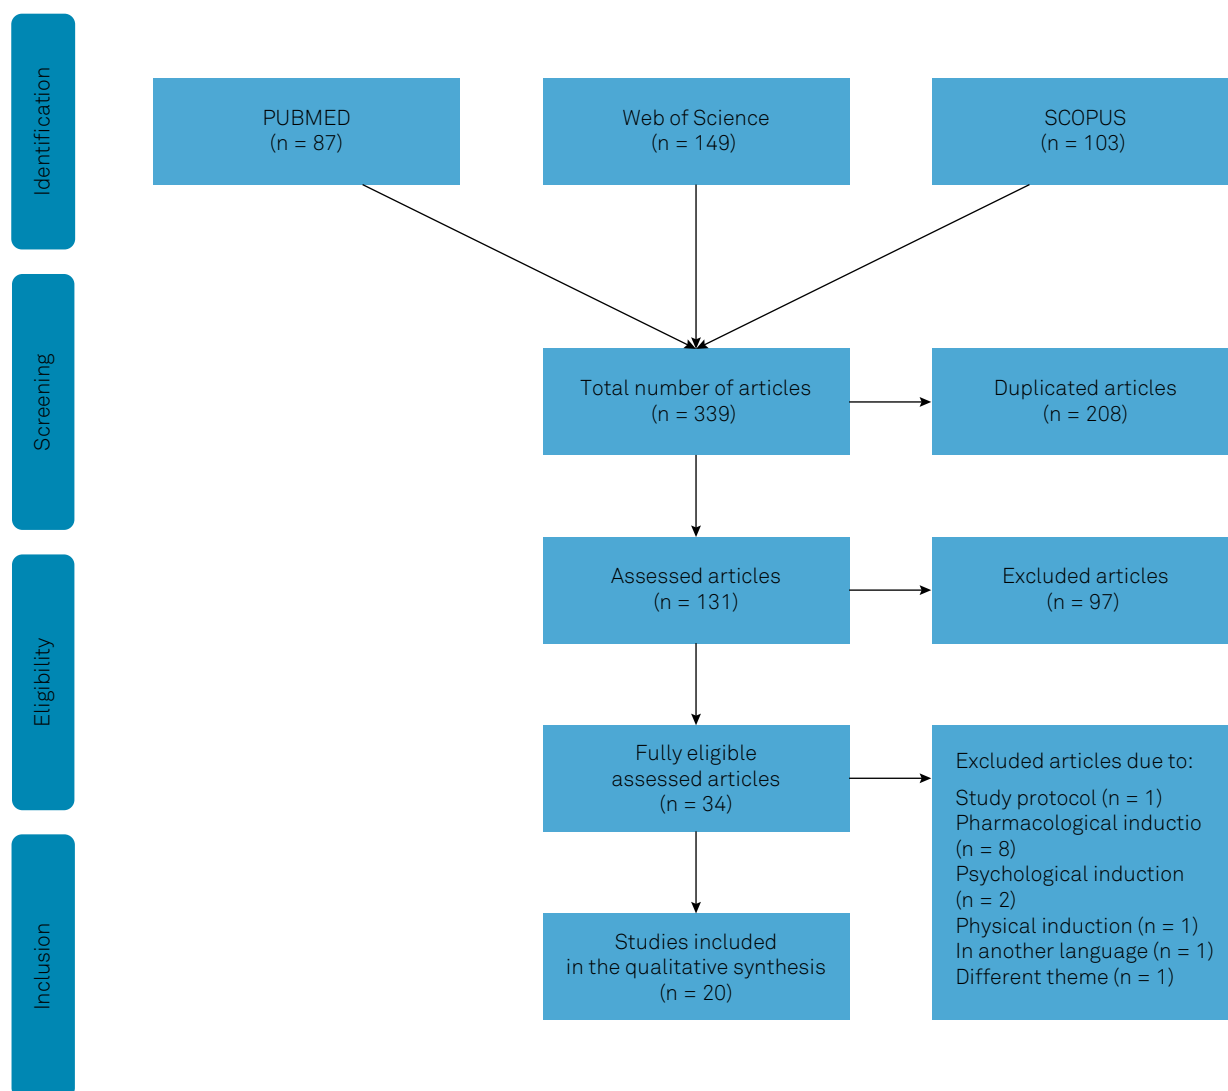 Identification
PUBMED
(n = 87)
Web of Science
(n = 149)
SCOPUS
(n = 103)
Screening
Total number of articles
(n = 339)
Duplicated articles
(n = 208)
Eligibility
Assessed articles
(n = 131)
Excluded articles
(n = 97)
Fully eligible
assessed articles
(n = 34)
Excluded articles due to:
Study protocol (n = 1)
Pharmacological inductio
(n = 8)
Psychological induction
(n = 2)
Physical induction (n = 1)
In another language (n = 1)
Different theme (n = 1)
Inclusion
Studies included
in the qualitative synthesis
(n = 20)